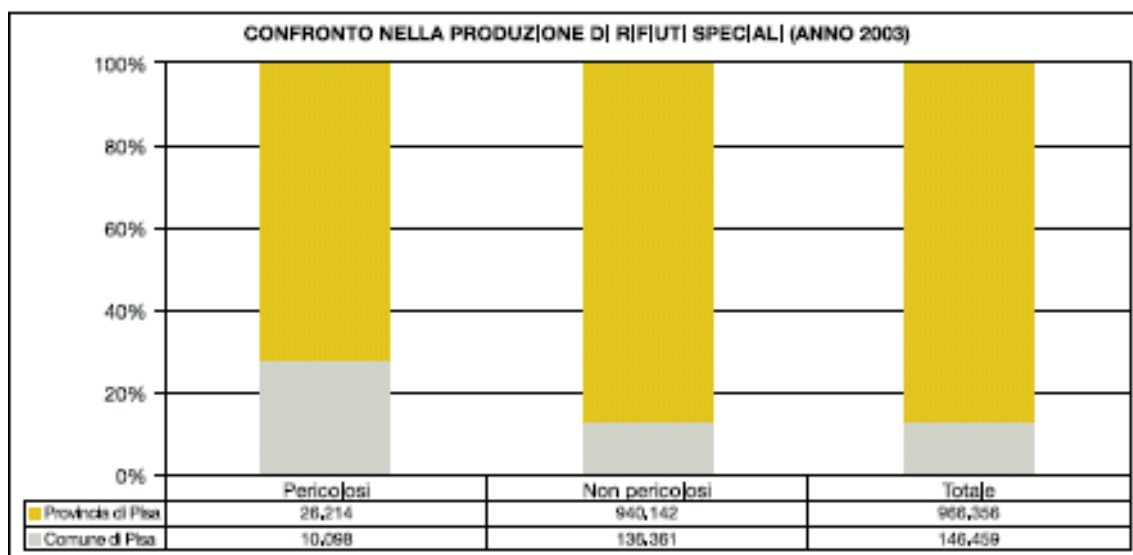 CONFRONTO NELLA PRODUZIONE DI RIFIUTI SPECIALI (ANNO 2003)
100%
80%
60%
40%
20%
0%
Pericolosi Non pericolosi Totale
Provincia di Pisa 26,214 940,142 966,356
Comune di Pisa 10,098 136,361 146,459